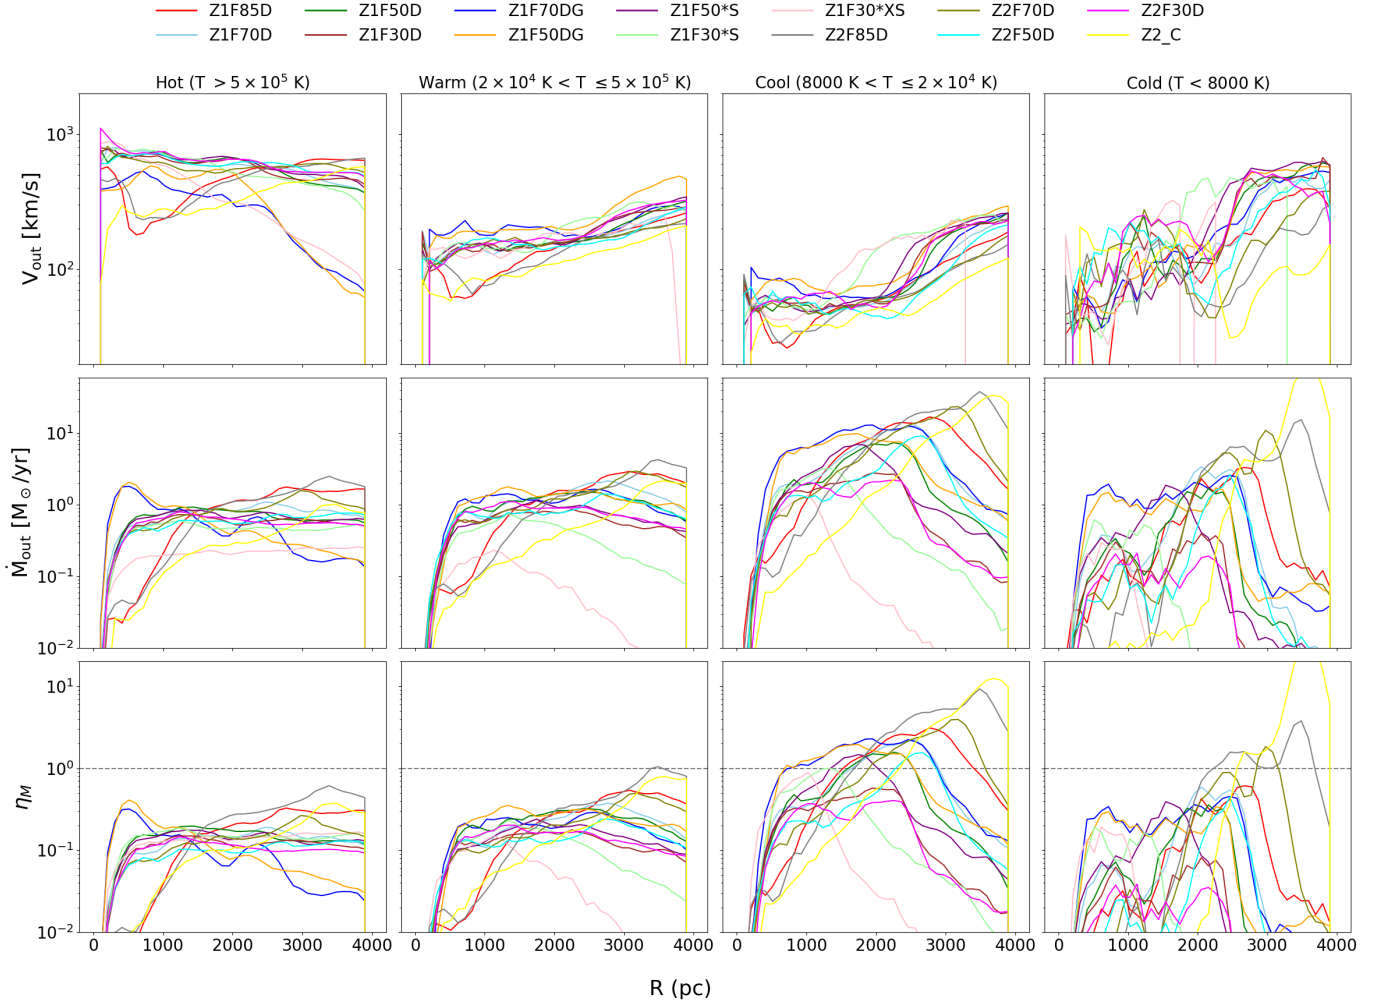 Z1F85D Z1F50D Z1F70DG Z1F50*S Z1F30*XS Z2F70D Z2F30D
Z1F70D Z1F30D Z1F50DG Z1F30*S Z2F85D Z2F50D Z2_C
Hot (T > 5 × 10⁵ K) Warm (2 × 10⁴ K < T ≤ 5 × 10⁵ K) Cool (8000 K < T ≤ 2 × 10⁴ K) Cold (T < 8000 K)
V_out [km/s]
10³
10²
Ṁ_out [M_⊙/yr]
10¹
10⁰
10⁻¹
10⁻²
η_M
10¹
10⁰
10⁻¹
10⁻²
0 1000 2000 3000 4000 0 1000 2000 3000 4000 0 1000 2000 3000 4000 0 1000 2000 3000 4000
R (pc)